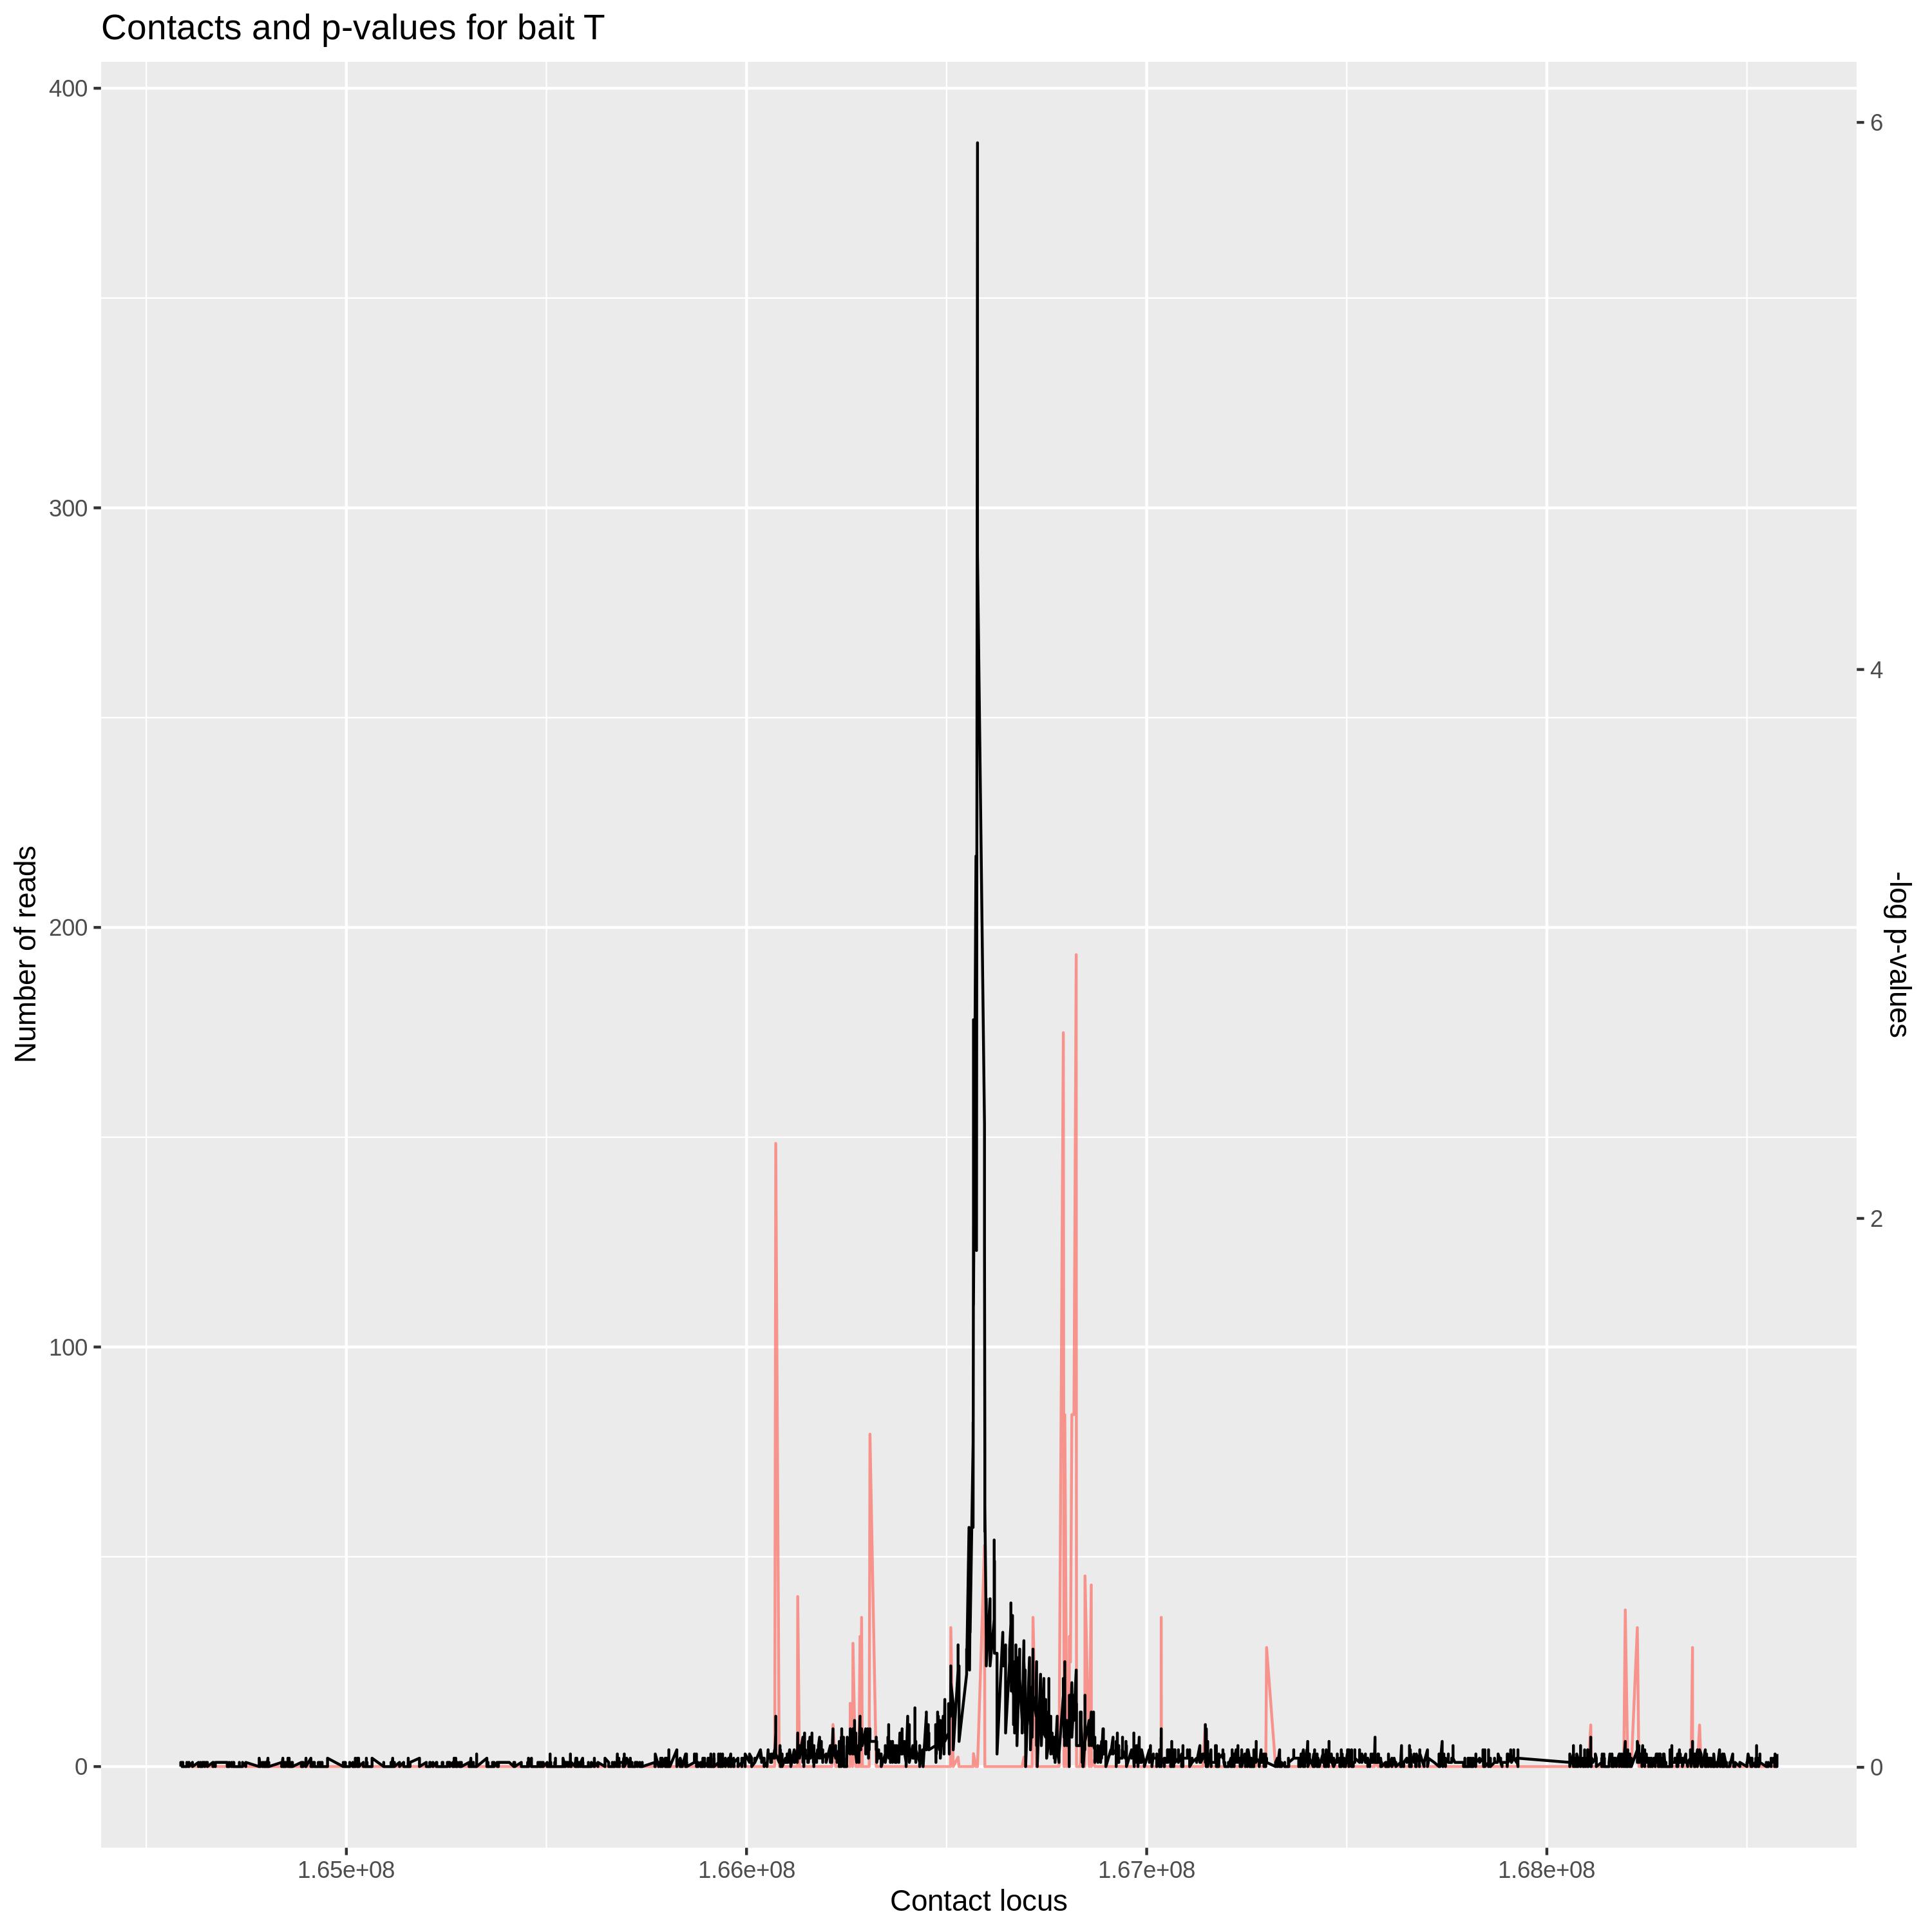 Contacts and p-values for bait T
400
300
200
100
0
Number of reads
6
4
2
0
-log p-values
1.65e+08
1.66e+08
1.67e+08
1.68e+08
Contact locus